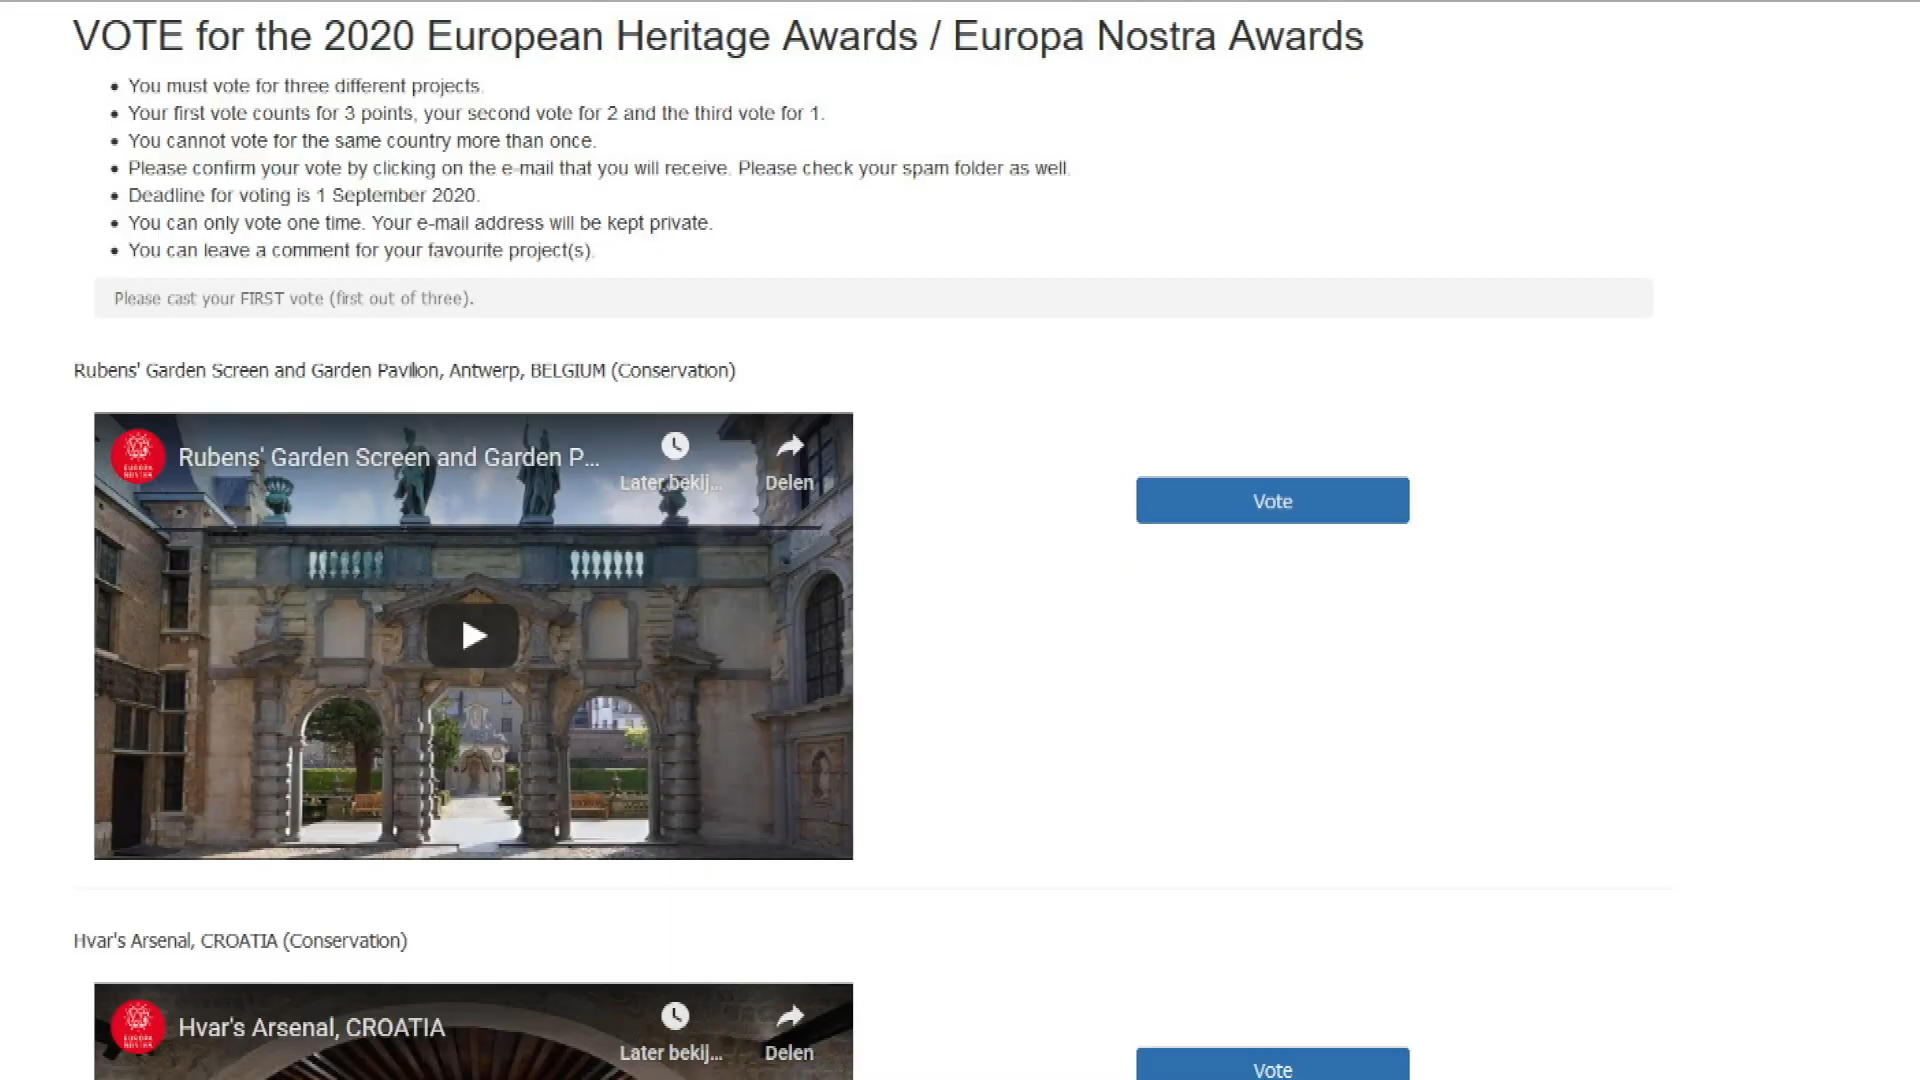 VOTE for the 2020 European Heritage Awards / Europa Nostra Awards
You must vote for three different projects.
Your first vote counts for 3 points, your second vote for 2 and the third vote for 1.
You cannot vote for the same country more than once.
Please confirm your vote by clicking on the e-mail that you will receive. Please check your spam folder as well.
Deadline for voting is 1 September 2020.
You can only vote one time. Your e-mail address will be kept private.
You can leave a comment for your favourite project(s).
Please cast your FIRST vote (first out of three).
Rubens' Garden Screen and Garden Pavilion, Antwerp, BELGIUM (Conservation)
EUROPA NOSTRA
Rubens' Garden Screen and Garden P...
Later bekij...
Delen
Vote
Hvar's Arsenal, CROATIA (Conservation)
EUROPA NOSTRA
Hvar's Arsenal, CROATIA
Later bekij...
Delen
Vote